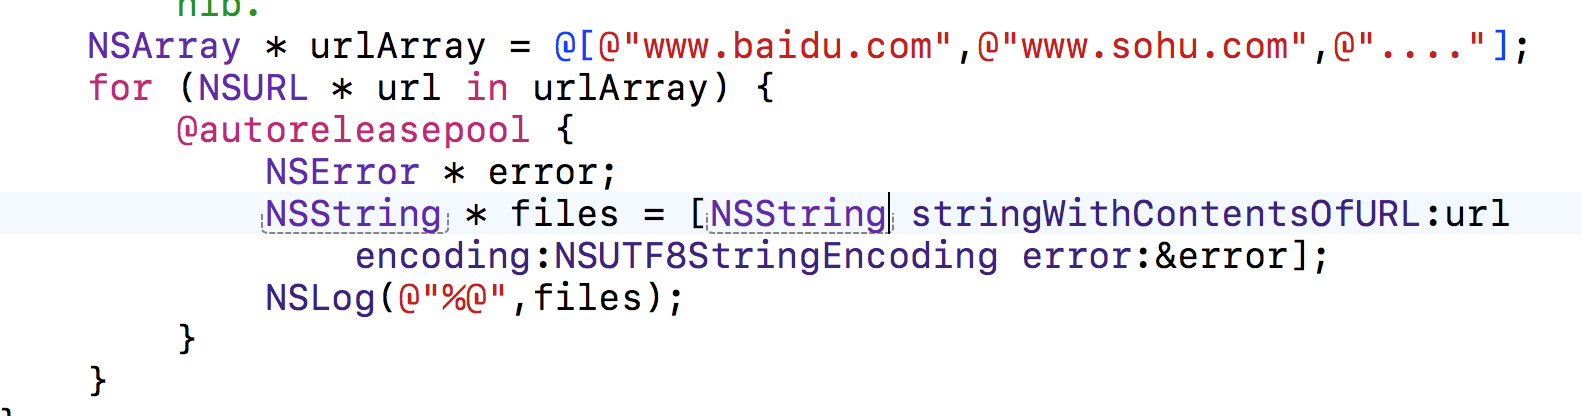 nib.
NSArray * urlArray = @[@"www.baidu.com",@"www.sohu.com",@"...."];
for (NSURL * url in urlArray) {
@autoreleasepool {
NSError * error;
NSString * files = [NSString stringWithContentsOfURL:url
encoding:NSUTF8StringEncoding error:&error];
NSLog(@"%@",files);
}
}
}